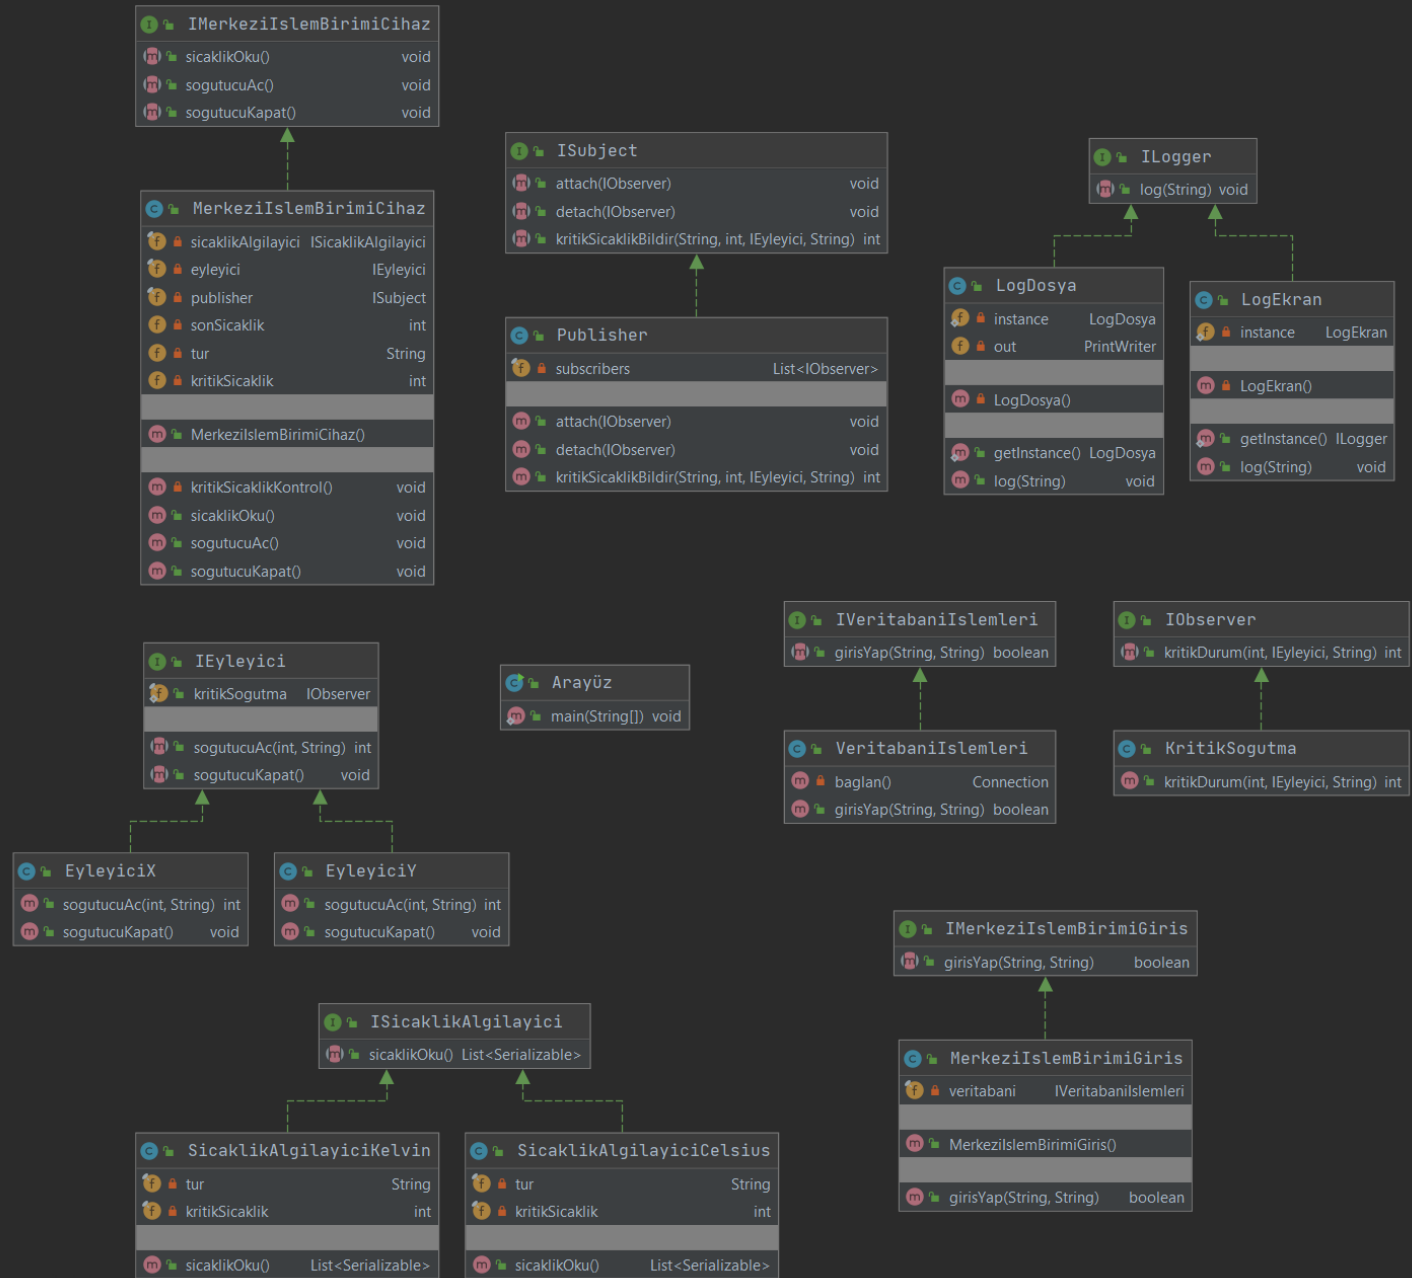 IMerkeziIslemBirimiCihaz
sicaklikOku() void
sogutucuAc() void
sogutucuKapat() void
MerkeziIslemBirimiCihaz
sicaklikAlgilayici ISicaklikAlgilayici
eyleyici IEyleyici
publisher ISubject
sonSicaklik int
tur String
kritikSicaklik int
MerkeziIslemBirimiCihaz()
kritikSicaklikKontrol() void
sicaklikOku() void
sogutucuAc() void
sogutucuKapat() void
ISubject
attach(IObserver) void
detach(IObserver) void
kritikSicaklikBildir(String, int, IEyleyici, String) int
Publisher
subscribers List<IObserver>
attach(IObserver) void
detach(IObserver) void
kritikSicaklikBildir(String, int, IEyleyici, String) int
ILogger
log(String) void
LogDosya
instance LogDosya
out PrintWriter
LogDosya()
getInstance() LogDosya
log(String) void
LogEkran
instance LogEkran
LogEkran()
getInstance() ILogger
log(String) void
IEyleyici
kritikSogutma IObserver
sogutucuAc(int, String) int
sogutucuKapat() void
EyleyiciX
sogutucuAc(int, String) int
sogutucuKapat() void
EyleyiciY
sogutucuAc(int, String) int
sogutucuKapat() void
Arayüz
main(String[]) void
IVeritabaniIslemleri
girisYap(String, String) boolean
VeritabaniIslemleri
baglan() Connection
girisYap(String, String) boolean
IObserver
kritikDurum(int, IEyleyici, String) int
KritikSogutma
kritikDurum(int, IEyleyici, String) int
IMerkeziIslemBirimiGiris
girisYap(String, String) boolean
MerkeziIslemBirimiGiris
veritabani IVeritabaniIslemleri
MerkeziIslemBirimiGiris()
girisYap(String, String) boolean
ISicaklikAlgilayici
sicaklikOku() List<Serializable>
SicaklikAlgilayiciKelvin
tur String
kritikSicaklik int
sicaklikOku() List<Serializable>
SicaklikAlgilayiciCelsius
tur String
kritikSicaklik int
sicaklikOku() List<Serializable>